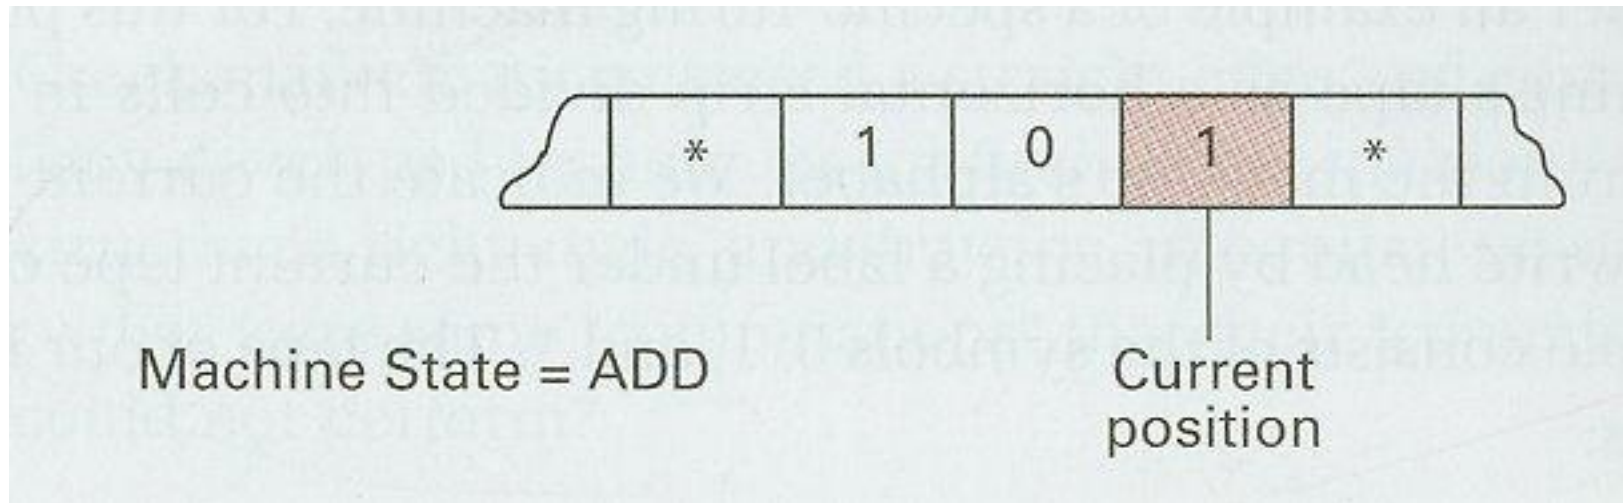 * 1 0 1 *
Machine State = ADD
Current
position